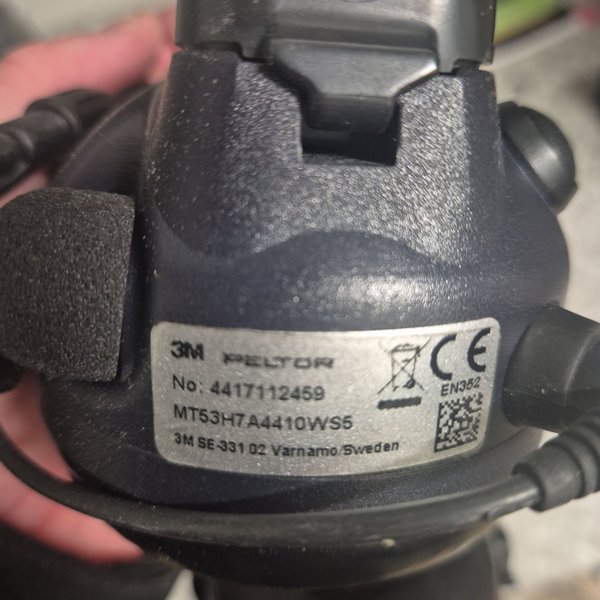 3M PELTOR
No: 4417112459
MT53H7A4410WS5
3M SE-331 02 Varnamo/Sweden
CE
EN352